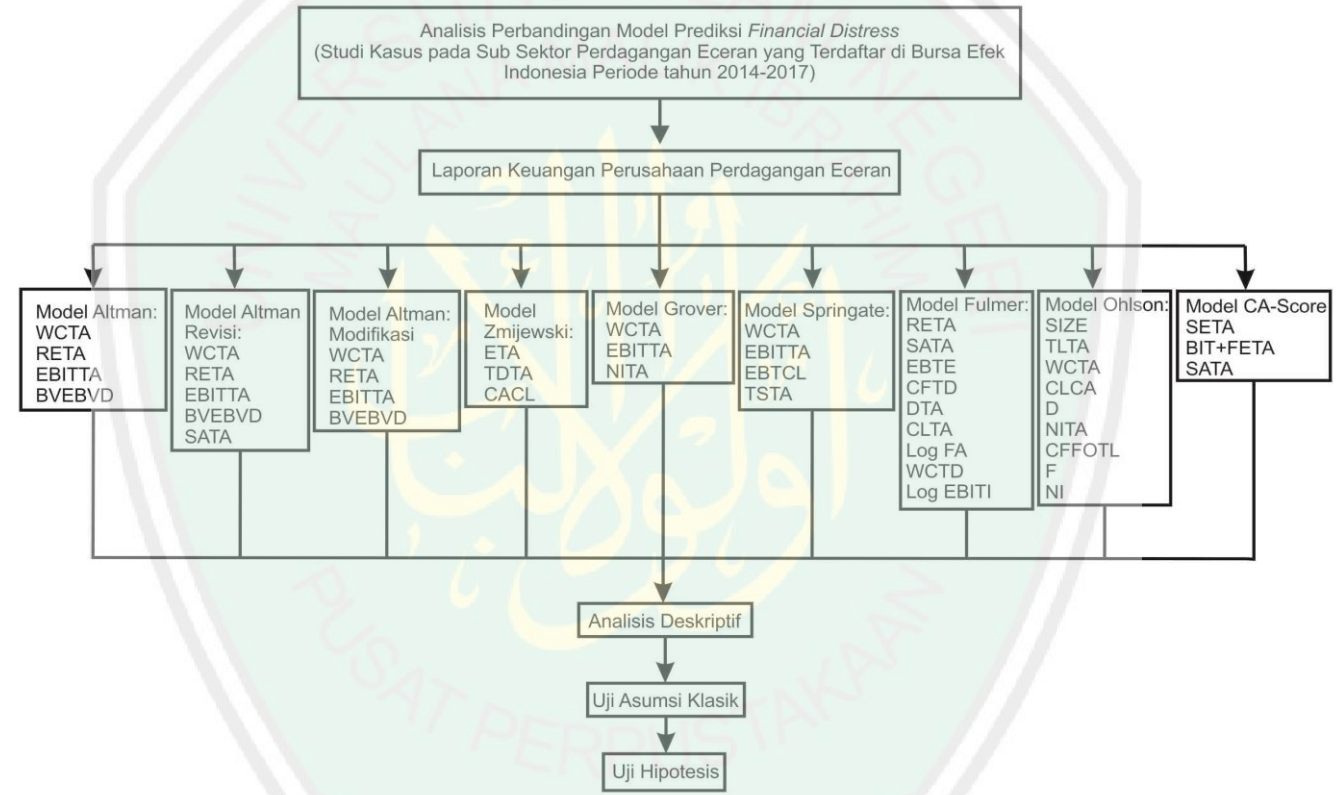 Analisis Perbandingan Model Prediksi Financial Distress
(Studi Kasus pada Sub Sektor Perdagangan Eceran yang Terdaftar di Bursa Efek
Indonesia Periode tahun 2014-2017)
Laporan Keuangan Perusahaan Perdagangan Eceran
Model Altman:
WCTA
RETA
EBITTA
BVEBVD
Model Altman
Revisi:
WCTA
RETA
EBITTA
BVEBVD
SATA
Model Altman:
Modifikasi
WCTA
RETA
EBITTA
BVEBVD
Model
Zmijewski:
ETA
TDTA
CACL
Model Grover:
WCTA
EBITTA
NITA
Model Springate:
WCTA
EBITTA
EBTCL
TSTA
Model Fulmer:
RETA
SATA
EBTE
CFTD
DTA
CLTA
Log FA
WCTD
Log EBITI
Model Ohlson:
SIZE
TLTA
WCTA
CLCA
D
NITA
CFFOTL
F
NI
Model CA-Score
SETA
BIT+FETA
SATA
Analisis Deskriptif
Uji Asumsi Klasik
Uji Hipotesis
PUSAT PERPUSTAKAAN